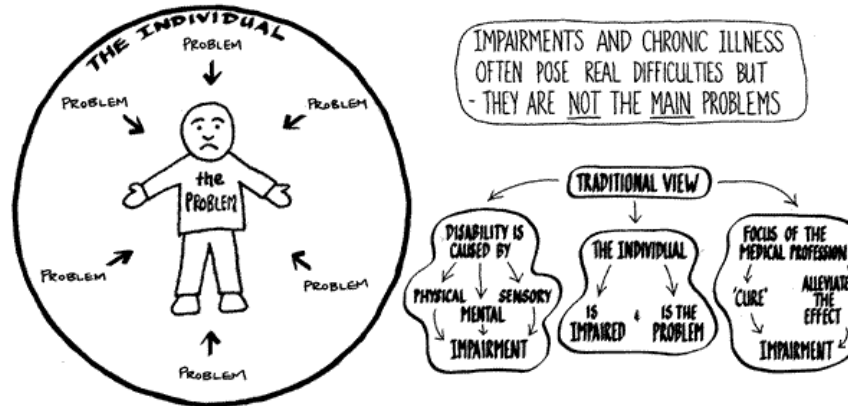 THE INDIVIDUAL
PROBLEM
PROBLEM
PROBLEM
the
PROBLEM
PROBLEM
PROBLEM
PROBLEM
IMPAIRMENTS AND CHRONIC ILLNESS
OFTEN POSE REAL DIFFICULTIES BUT
- THEY ARE NOT THE MAIN PROBLEMS
TRADITIONAL VIEW
DISABILITY IS
CAUSED BY
PHYSICAL
SENSORY
MENTAL
IMPAIRMENT
THE INDIVIDUAL
IS
IMPAIRED
&
IS THE
PROBLEM
FOCUS OF THE
MEDICAL PROFESSION
'CURE'
ALLEVIATE
THE
EFFECT
IMPAIRMENT